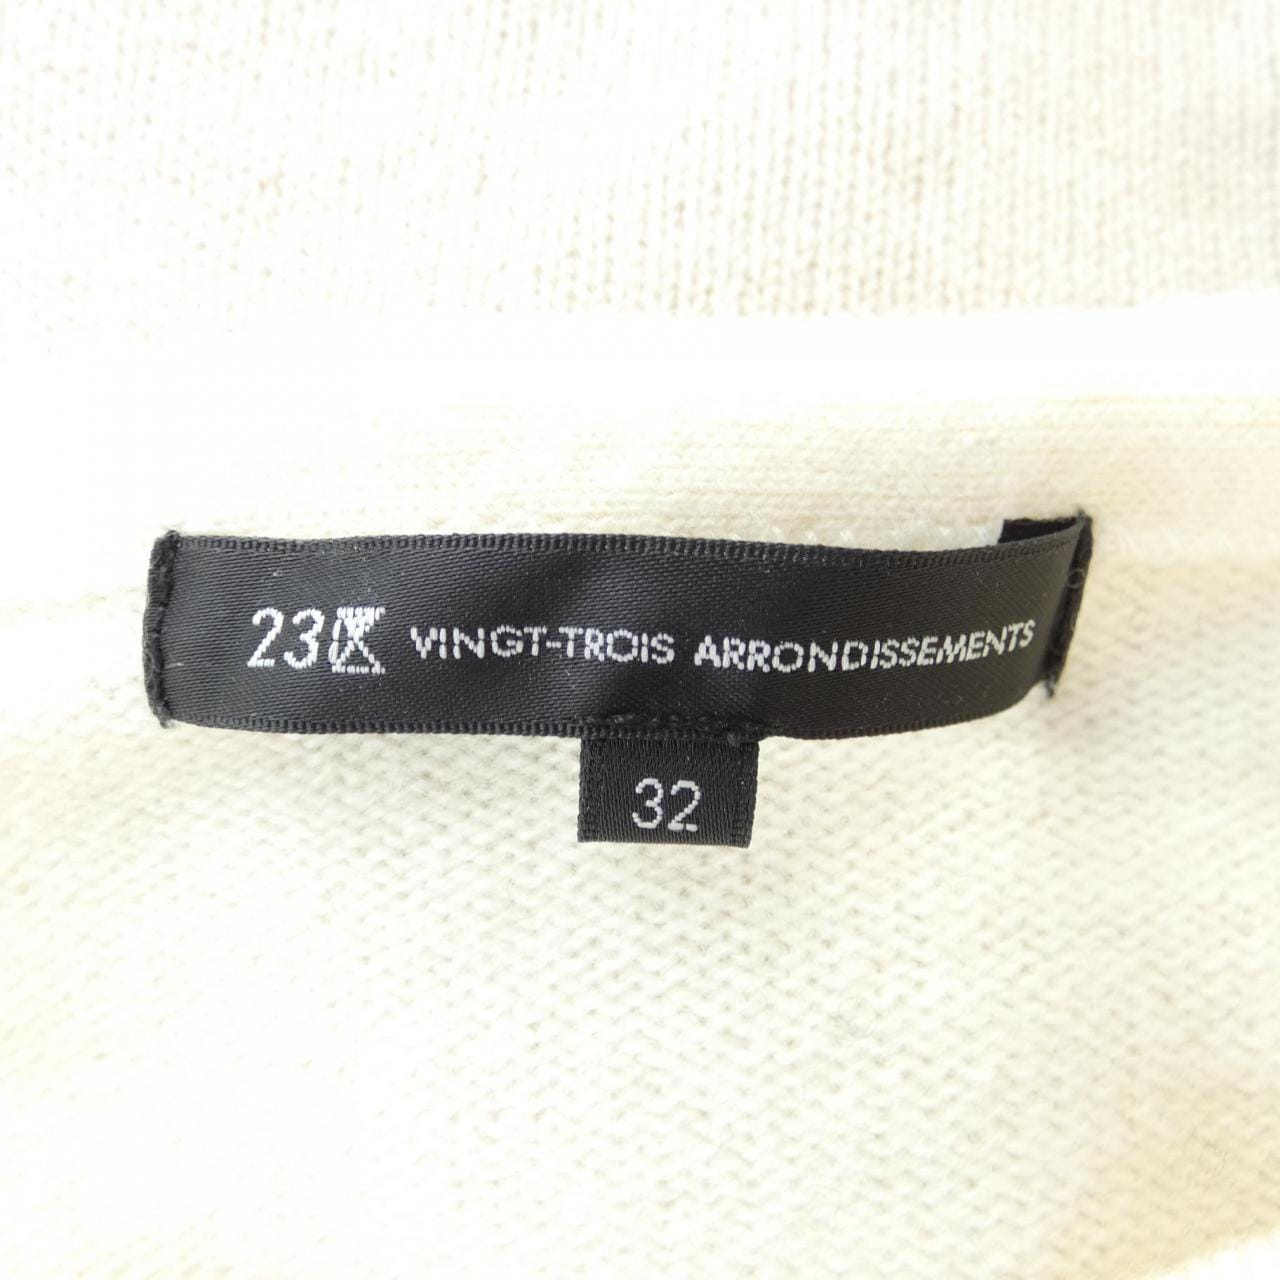 23区 VINGT-TROIS ARRONDISSEMENTS
32